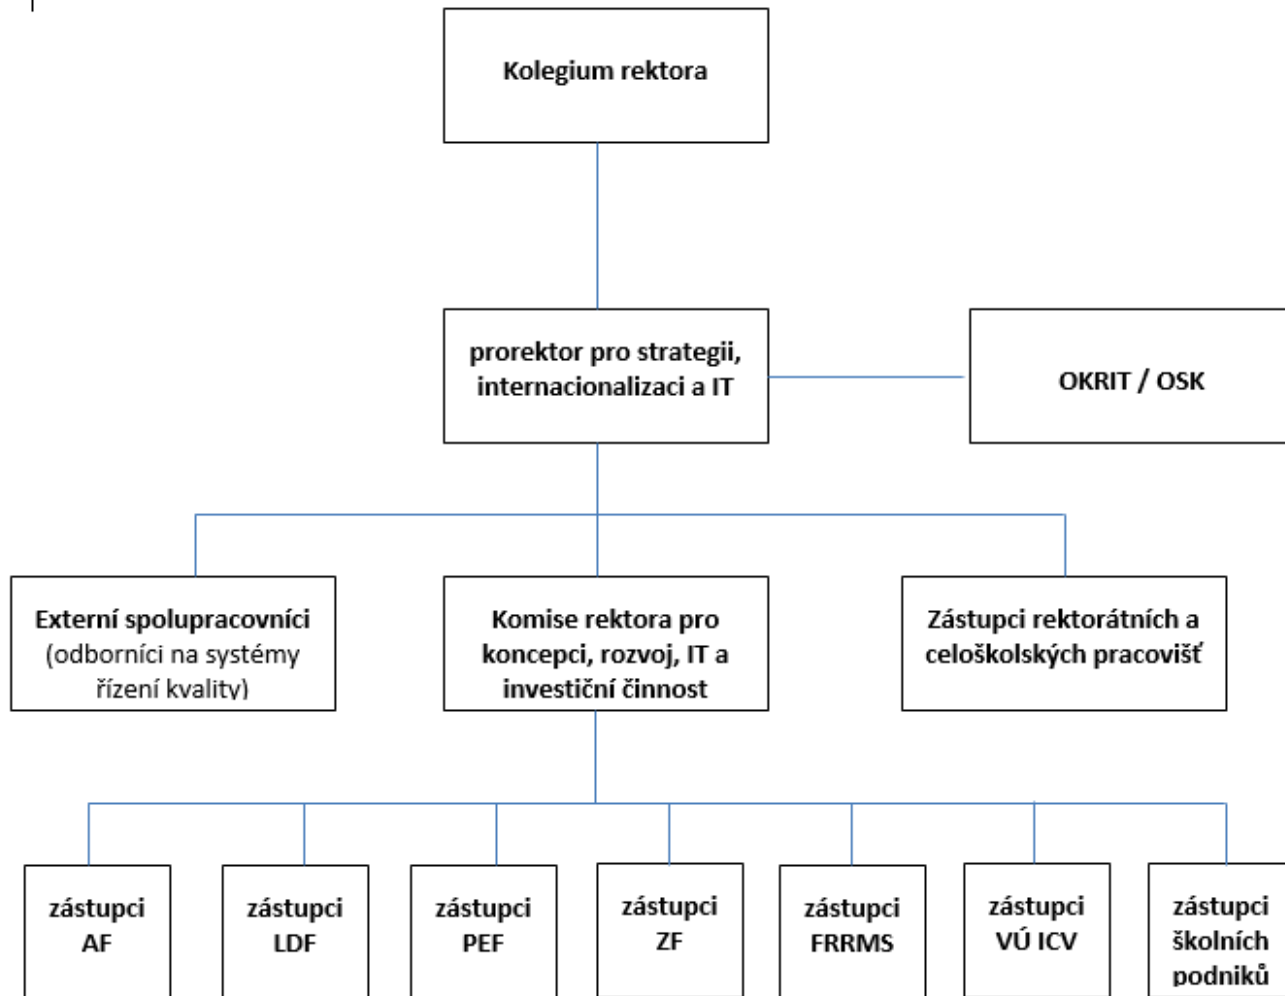 Kolegium rektora
prorektor pro strategii,
internacionalizaci a IT
OKRIT / OSK
Externí spolupracovníci
(odborníci na systémy
řízení kvality)
Komise rektora pro
koncepci, rozvoj, IT a
investiční činnost
Zástupci rektorátních a
celoškolských pracovišť
zástupci
AF
zástupci
LDF
zástupci
PEF
zástupci
ZF
zástupci
FRRMS
zástupci
VÚ ICV
zástupci
školních
podniků